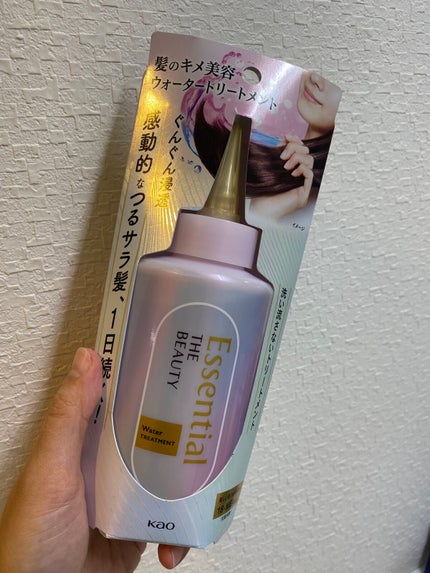 髪のキメ美容
ウォータートリートメント
ぐんぐん浸透
感動的なつるサラ髪、1日続く!
イメージ
洗い流さないトリートメント
Essential
THE
BEAUTY
Water
TREATMENT
Kao